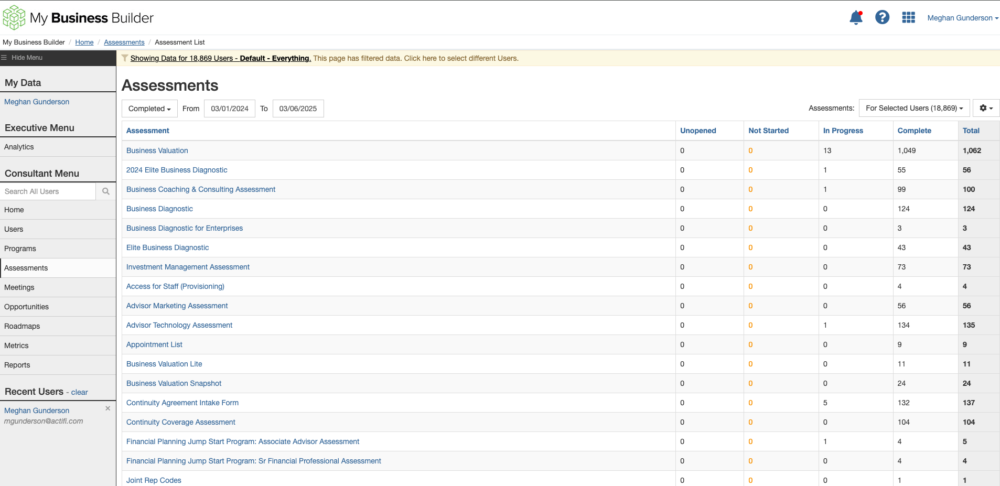 My Business Builder
Meghan Gunderson
My Business Builder / Home / Assessments / Assessment List
Hide Menu
Showing Data for 18,869 Users - Default - Everything. This page has filtered data. Click here to select different Users.
My Data
Meghan Gunderson
Executive Menu
Analytics
Consultant Menu
Search All Users
Home
Users
Programs
Assessments
Meetings
Opportunities
Roadmaps
Metrics
Reports
Recent Users - clear
Meghan Gunderson ×
mgunderson@actifi.com
Assessments
Completed From 03/01/2024 To 03/06/2025
Assessments: For Selected Users (18,869)
Assessment Unopened Not Started In Progress Complete Total
Business Valuation 0 0 13 1,049 1,062
2024 Elite Business Diagnostic 0 0 1 55 56
Business Coaching & Consulting Assessment 0 0 1 99 100
Business Diagnostic 0 0 0 124 124
Business Diagnostic for Enterprises 0 0 0 3 3
Elite Business Diagnostic 0 0 0 43 43
Investment Management Assessment 0 0 0 73 73
Access for Staff (Provisioning) 0 0 0 4 4
Advisor Marketing Assessment 0 0 0 56 56
Advisor Technology Assessment 0 0 1 134 135
Appointment List 0 0 0 9 9
Business Valuation Lite 0 0 0 11 11
Business Valuation Snapshot 0 0 0 24 24
Continuity Agreement Intake Form 0 0 5 132 137
Continuity Coverage Assessment 0 0 0 104 104
Financial Planning Jump Start Program: Associate Advisor Assessment 0 0 1 4 5
Financial Planning Jump Start Program: Sr Financial Professional Assessment 0 0 0 4 4
Joint Rep Codes 0 0 0 1 1